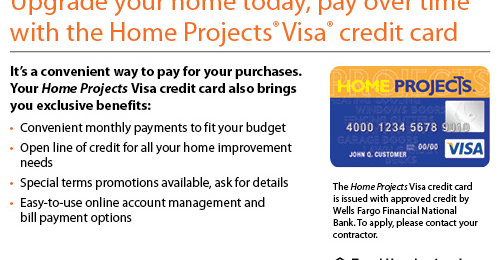 Upgrade your home today, pay over time
with the Home Projects® Visa® credit card
It's a convenient way to pay for your purchases.
Your Home Projects Visa credit card also brings
you exclusive benefits:
• Convenient monthly payments to fit your budget
• Open line of credit for all your home improvement
needs
• Special terms promotions available, ask for details
• Easy-to-use online account management and
bill payment options
HOME PROJECTS.
4000 1234 5678 9010
00/00
JOHN Q. CUSTOMER
VISA
The Home Projects Visa credit card
is issued with approved credit by
Wells Fargo Financial National
Bank. To apply, please contact your
contractor.